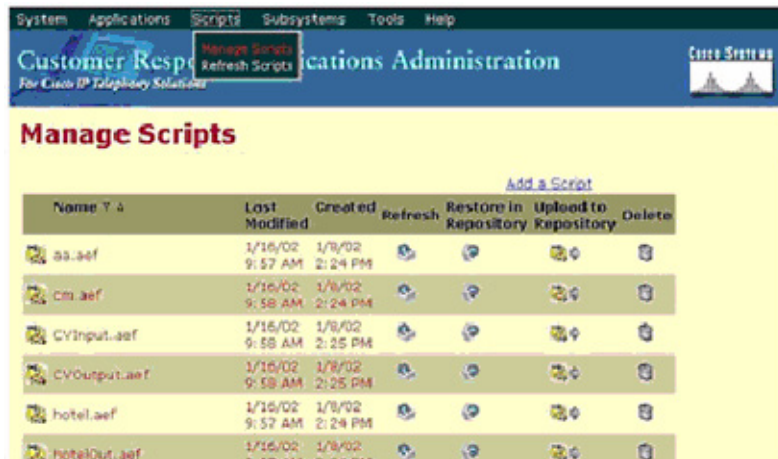 System Applications Scripts Subsystems Tools Help
Manage Scripts
Refresh Scripts
Customer Resp ications Administration
For Cisco IP Telephony Solutions
Cisco Systems
Manage Scripts
Add a Script
Name Last Modified Created Refresh Restore in Repository Upload to Repository Delete
aa.aef 1/16/02 9:57 AM 1/8/02 2:24 PM
cm.aef 1/16/02 9:58 AM 1/8/02 2:24 PM
CVInput.aef 1/16/02 9:58 AM 1/8/02 2:25 PM
CVOutput.aef 1/16/02 9:58 AM 1/8/02 2:25 PM
hotel.aef 1/16/02 9:57 AM 1/8/02 2:24 PM
hotelOut.aef 1/16/02 1/8/02